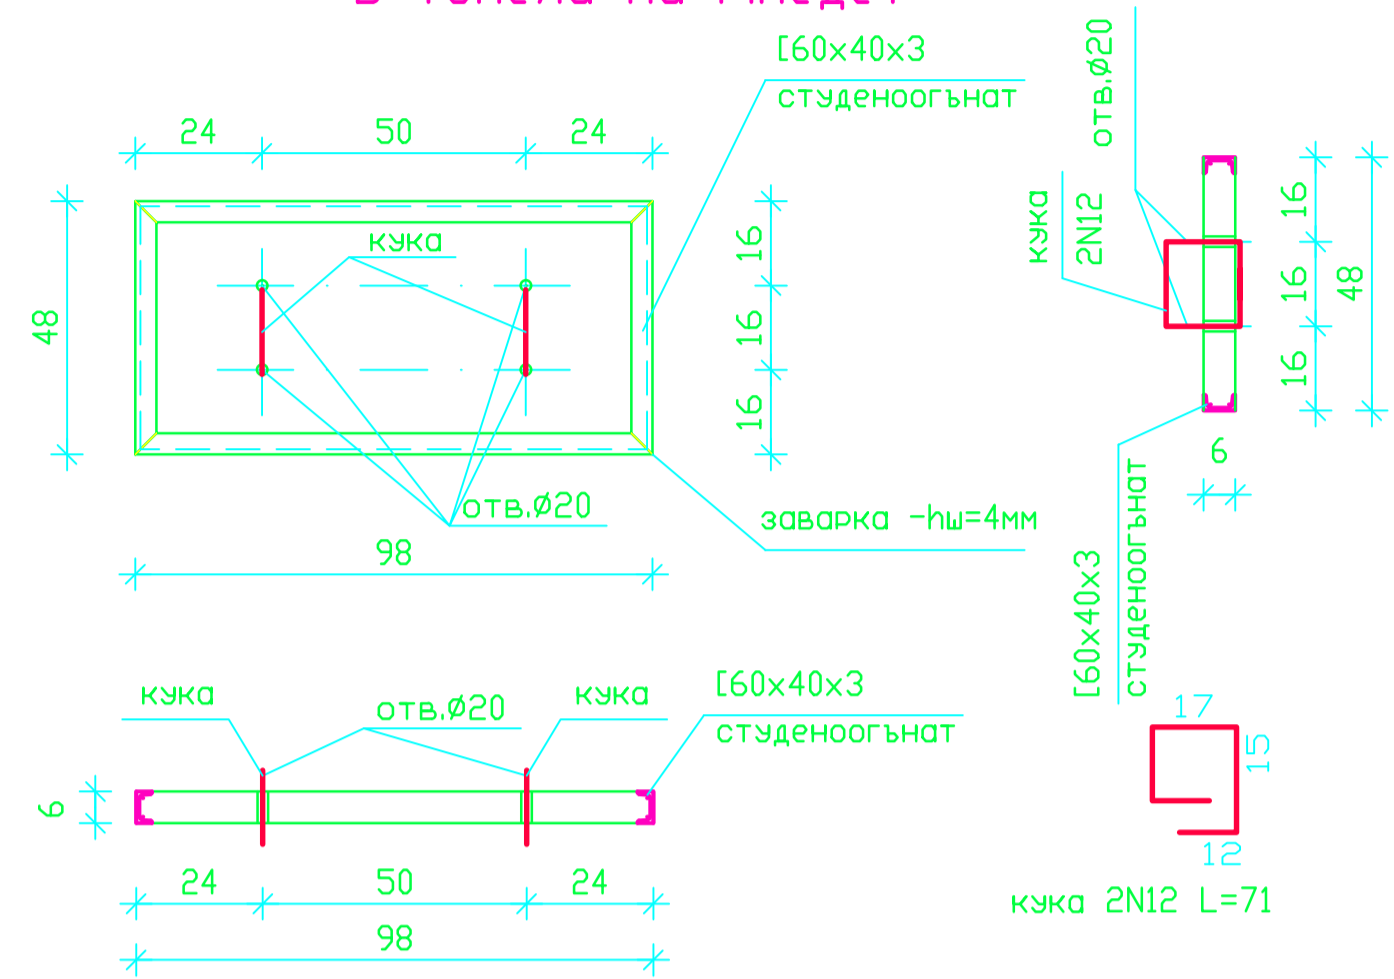 [60x40x3
студеноогънат
24 50 24
кука
48
16
16
16
отв.ø20
98
заварка -hш=4мм
отв.ø20
кука
2N12
16
16
16
48
6
[60x40x3
студеноогънат
кука
отв.ø20
кука
[60x40x3
студеноогънат
6
24 50 24
98
17
15
12
кука 2N12 L=71